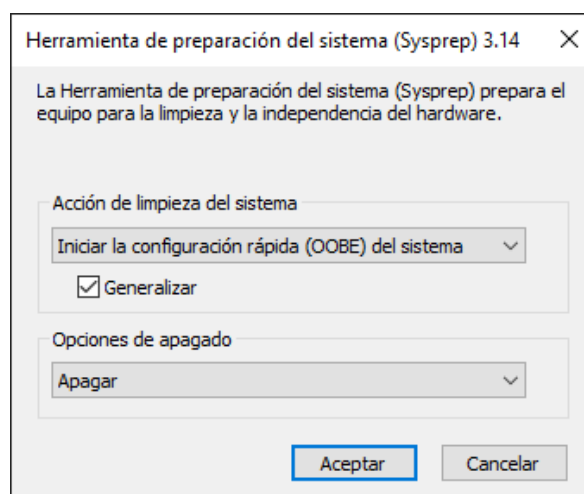 Herramienta de preparación del sistema (Sysprep) 3.14
La Herramienta de preparación del sistema (Sysprep) prepara el
equipo para la limpieza y la independencia del hardware.
Acción de limpieza del sistema
Iniciar la configuración rápida (OOBE) del sistema
Generalizar
Opciones de apagado
Apagar
Aceptar Cancelar